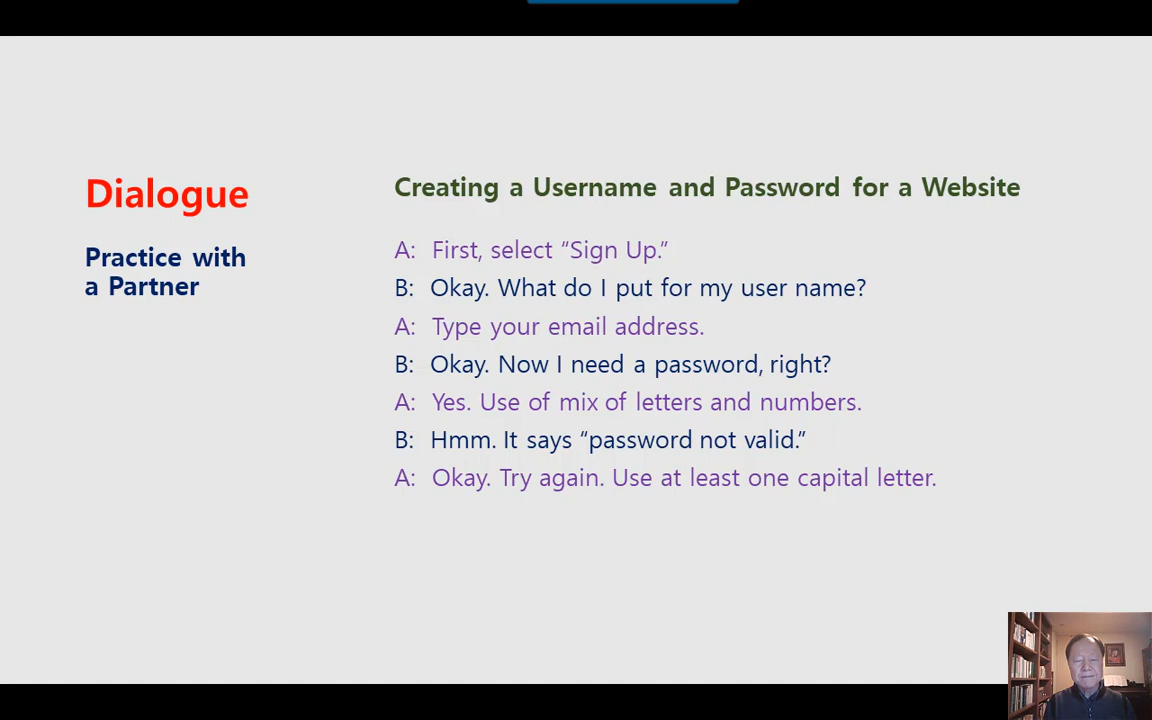 Dialogue
Practice with
a Partner
Creating a Username and Password for a Website
A: First, select “Sign Up.”
B: Okay. What do I put for my user name?
A: Type your email address.
B: Okay. Now I need a password, right?
A: Yes. Use of mix of letters and numbers.
B: Hmm. It says “password not valid.”
A: Okay. Try again. Use at least one capital letter.